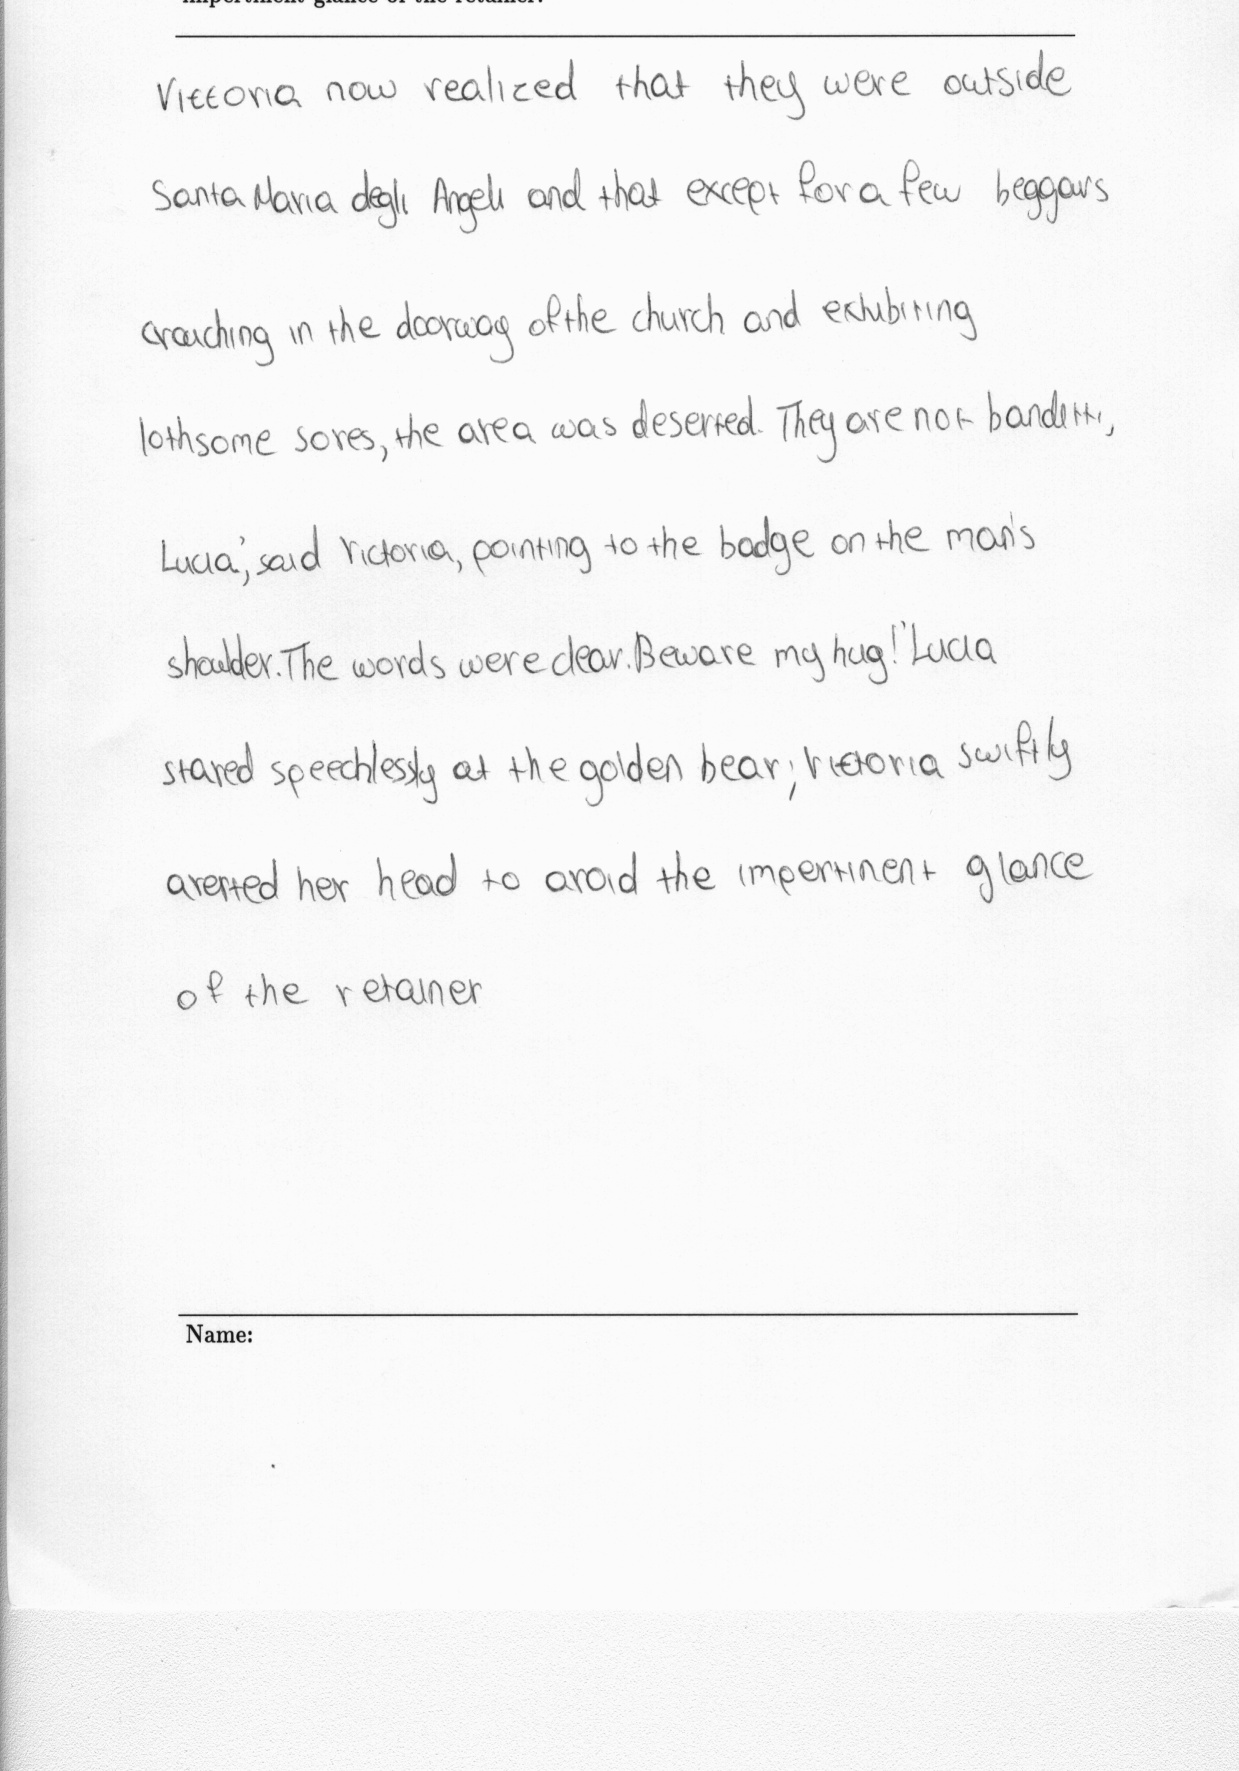 Vittoria now realized that they were outside
Santa Maria degli Angeli and that except for a few beggars
crouching in the doorway of the church and exhibiting
lothsome sores, the area was deserted. They are not banditti,
Lucia', said Victoria, pointing to the badge on the man's
shoulder. The words were clear. Beware my hug!' Lucia
stared speechlessly at the golden bear; Victoria swiftly
averted her head to avoid the impertinent glance
of the retainer
Name: